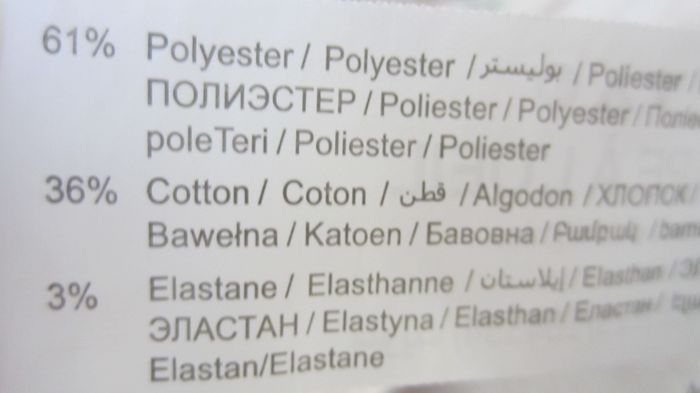 61% Polyester / Polyester / بوليستر / Poliester /
ПОЛИЭСТЕР / Poliester / Polyester /
poleTeri / Poliester / Poliester
36% Cotton / Coton / قطن / Algodon / ХЛОПОК /
Bawełna / Katoen / Бавовна / Բամբակ /
3% Elastane / Elasthanne / إيلاستان / Elasthan /
ЭЛАСТАН / Elastyna / Elasthan / Еластан /
Elastan/Elastane